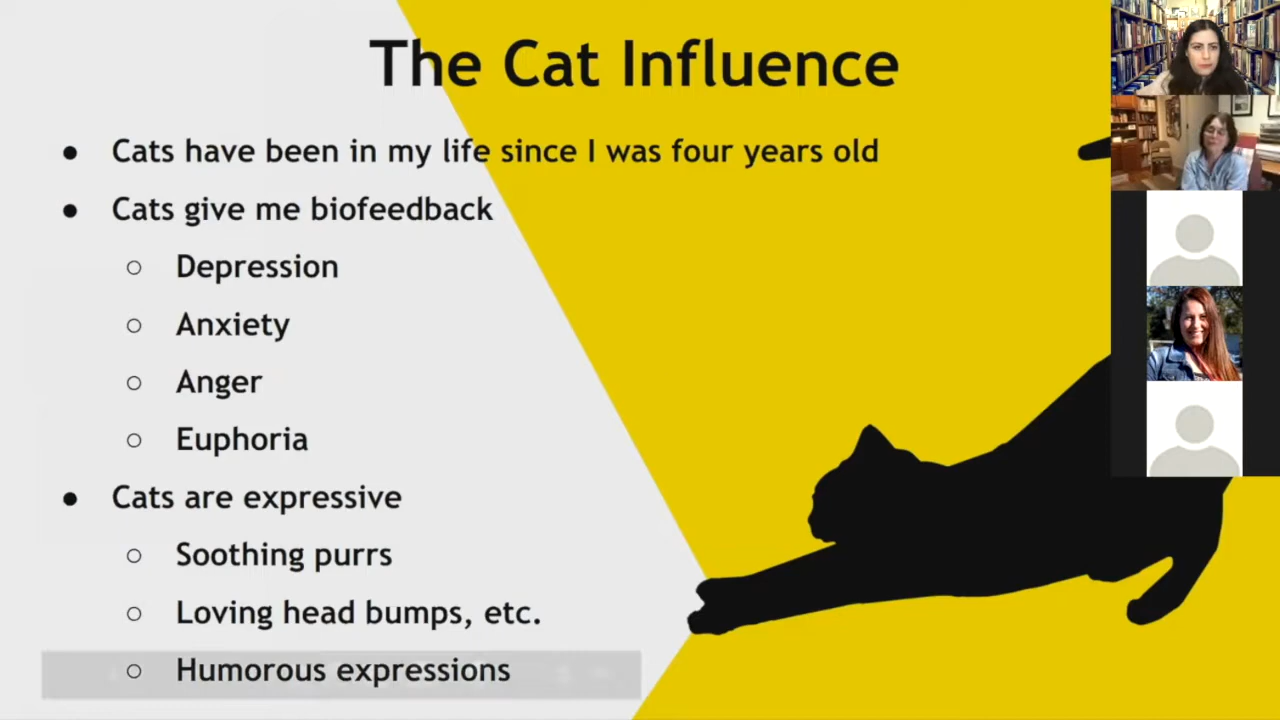 The Cat Influence
● Cats have been in my life since I was four years old
● Cats give me biofeedback
○ Depression
○ Anxiety
○ Anger
○ Euphoria
● Cats are expressive
○ Soothing purrs
○ Loving head bumps, etc.
○ Humorous expressions